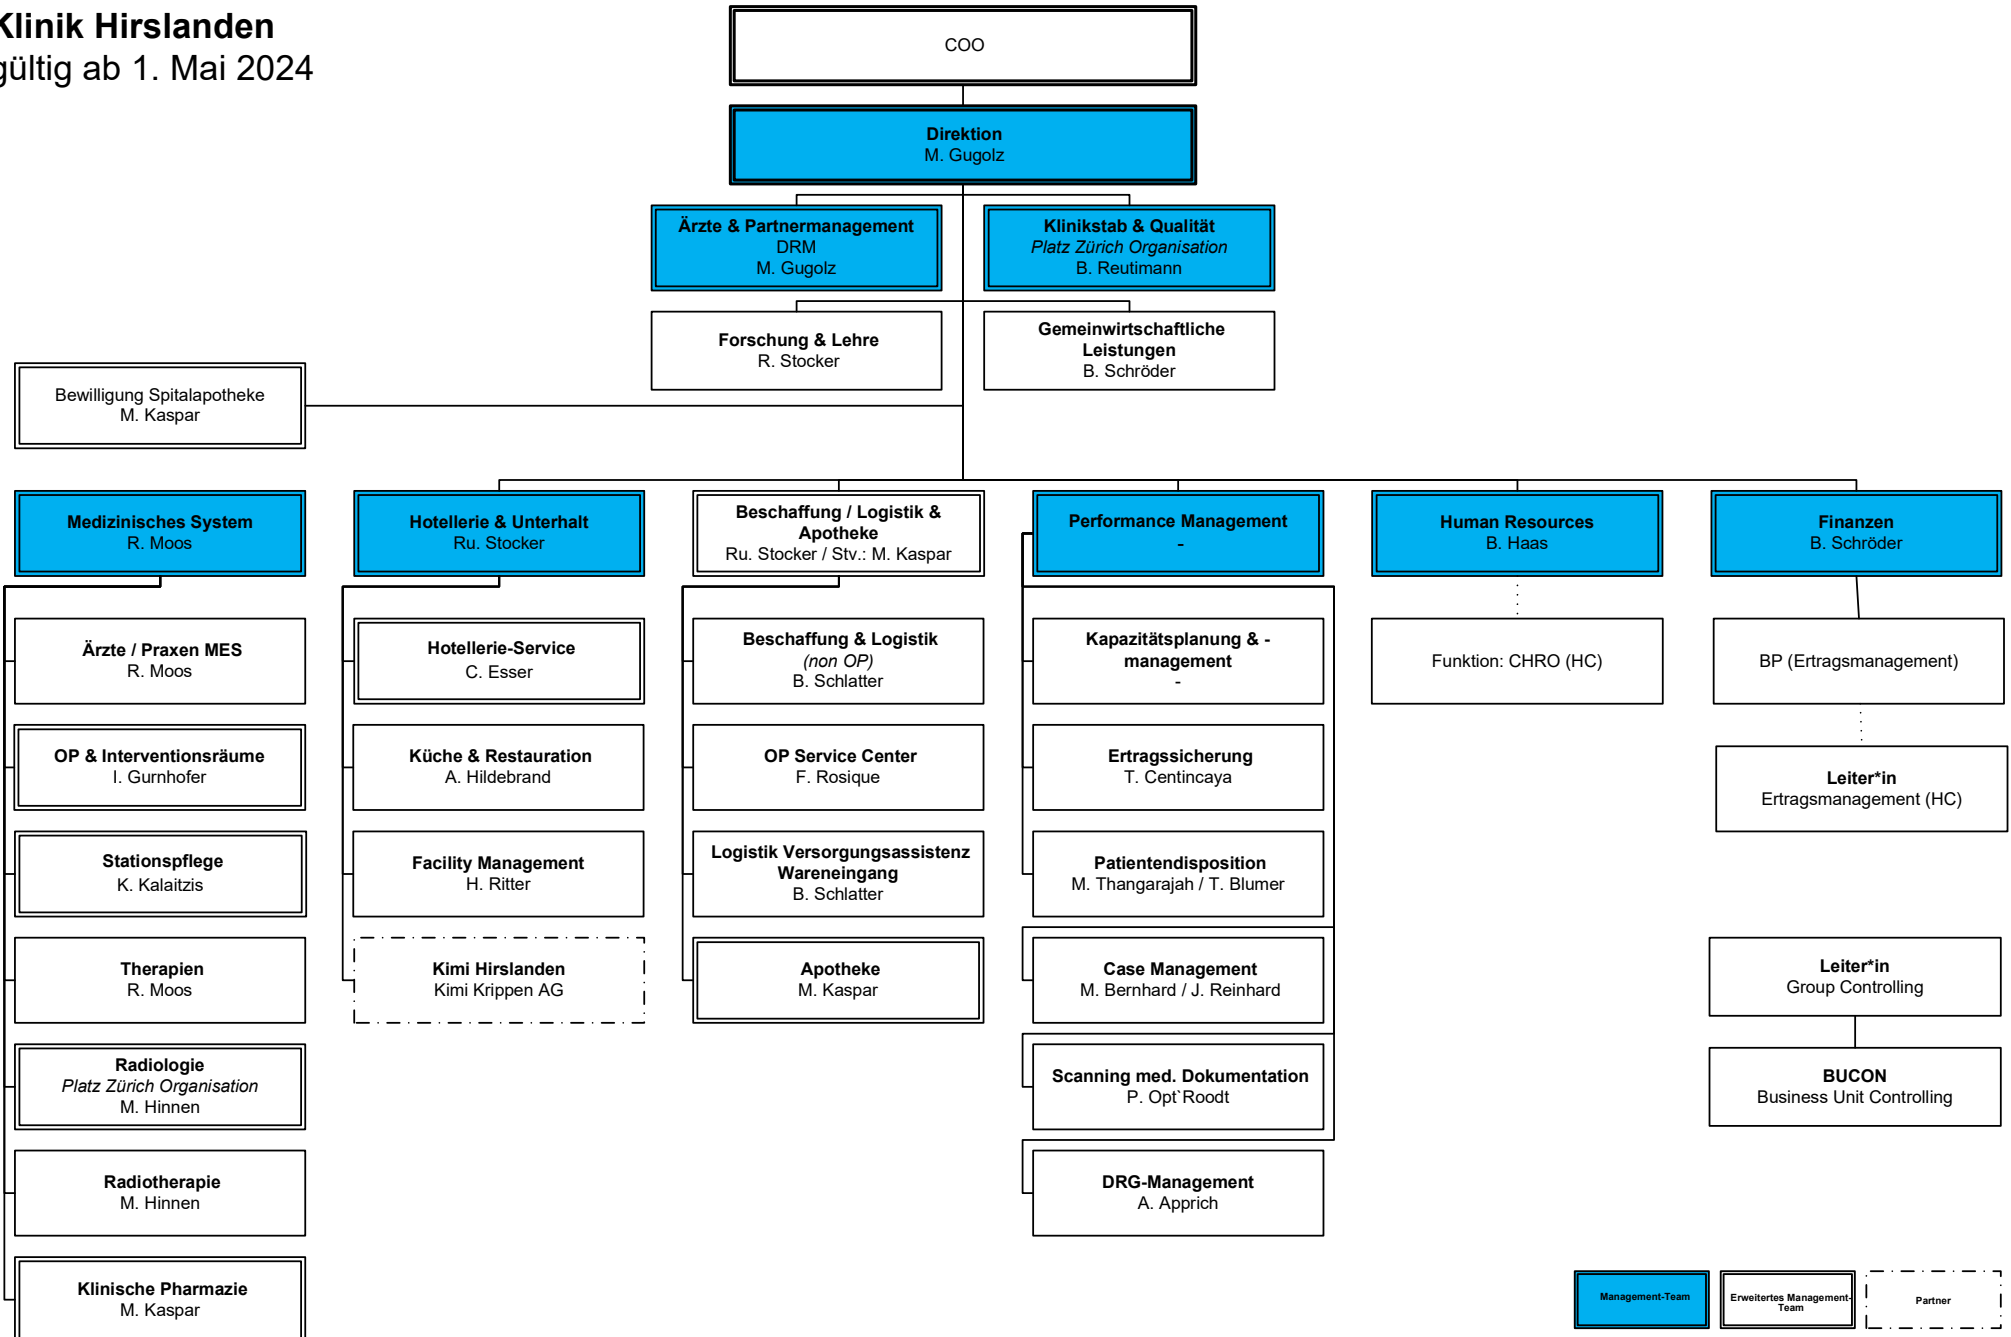 Klinik Hirslanden
gültig ab 1. Mai 2024
COO
Direktion
M. Gugolz
Ärzte & Partnermanagement
DRM
M. Gugolz
Klinikstab & Qualität
Platz Zürich Organisation
B. Reutimann
Forschung & Lehre
R. Stocker
Gemeinwirtschaftliche
Leistungen
B. Schröder
Bewilligung Spitalapotheke
M. Kaspar
Medizinisches System
R. Moos
Ärzte / Praxen MES
R. Moos
OP & Interventionsräume
I. Gurnhofer
Stationspflege
K. Kalaitzis
Therapien
R. Moos
Radiologie
Platz Zürich Organisation
M. Hinnen
Radiotherapie
M. Hinnen
Klinische Pharmazie
M. Kaspar
Hotellerie & Unterhalt
Ru. Stocker
Hotellerie-Service
C. Esser
Küche & Restauration
A. Hildebrand
Facility Management
H. Ritter
Kimi Hirslanden
Kimi Krippen AG
Beschaffung / Logistik &
Apotheke
Ru. Stocker / Stv.: M. Kaspar
Beschaffung & Logistik
(non OP)
B. Schlatter
OP Service Center
F. Rosique
Logistik Versorgungsassistenz
Wareneingang
B. Schlatter
Apotheke
M. Kaspar
Performance Management
-
Kapazitätsplanung & -
management
-
Ertragssicherung
T. Centincaya
Patientendisposition
M. Thangarajah / T. Blumer
Case Management
M. Bernhard / J. Reinhard
Scanning med. Dokumentation
P. Opt`Roodt
DRG-Management
A. Apprich
Human Resources
B. Haas
Funktion: CHRO (HC)
Finanzen
B. Schröder
BP (Ertragsmanagement)
Leiter*in
Ertragsmanagement (HC)
Leiter*in
Group Controlling
BUCON
Business Unit Controlling
Management-Team
Erweitertes Management-
Team
Partner